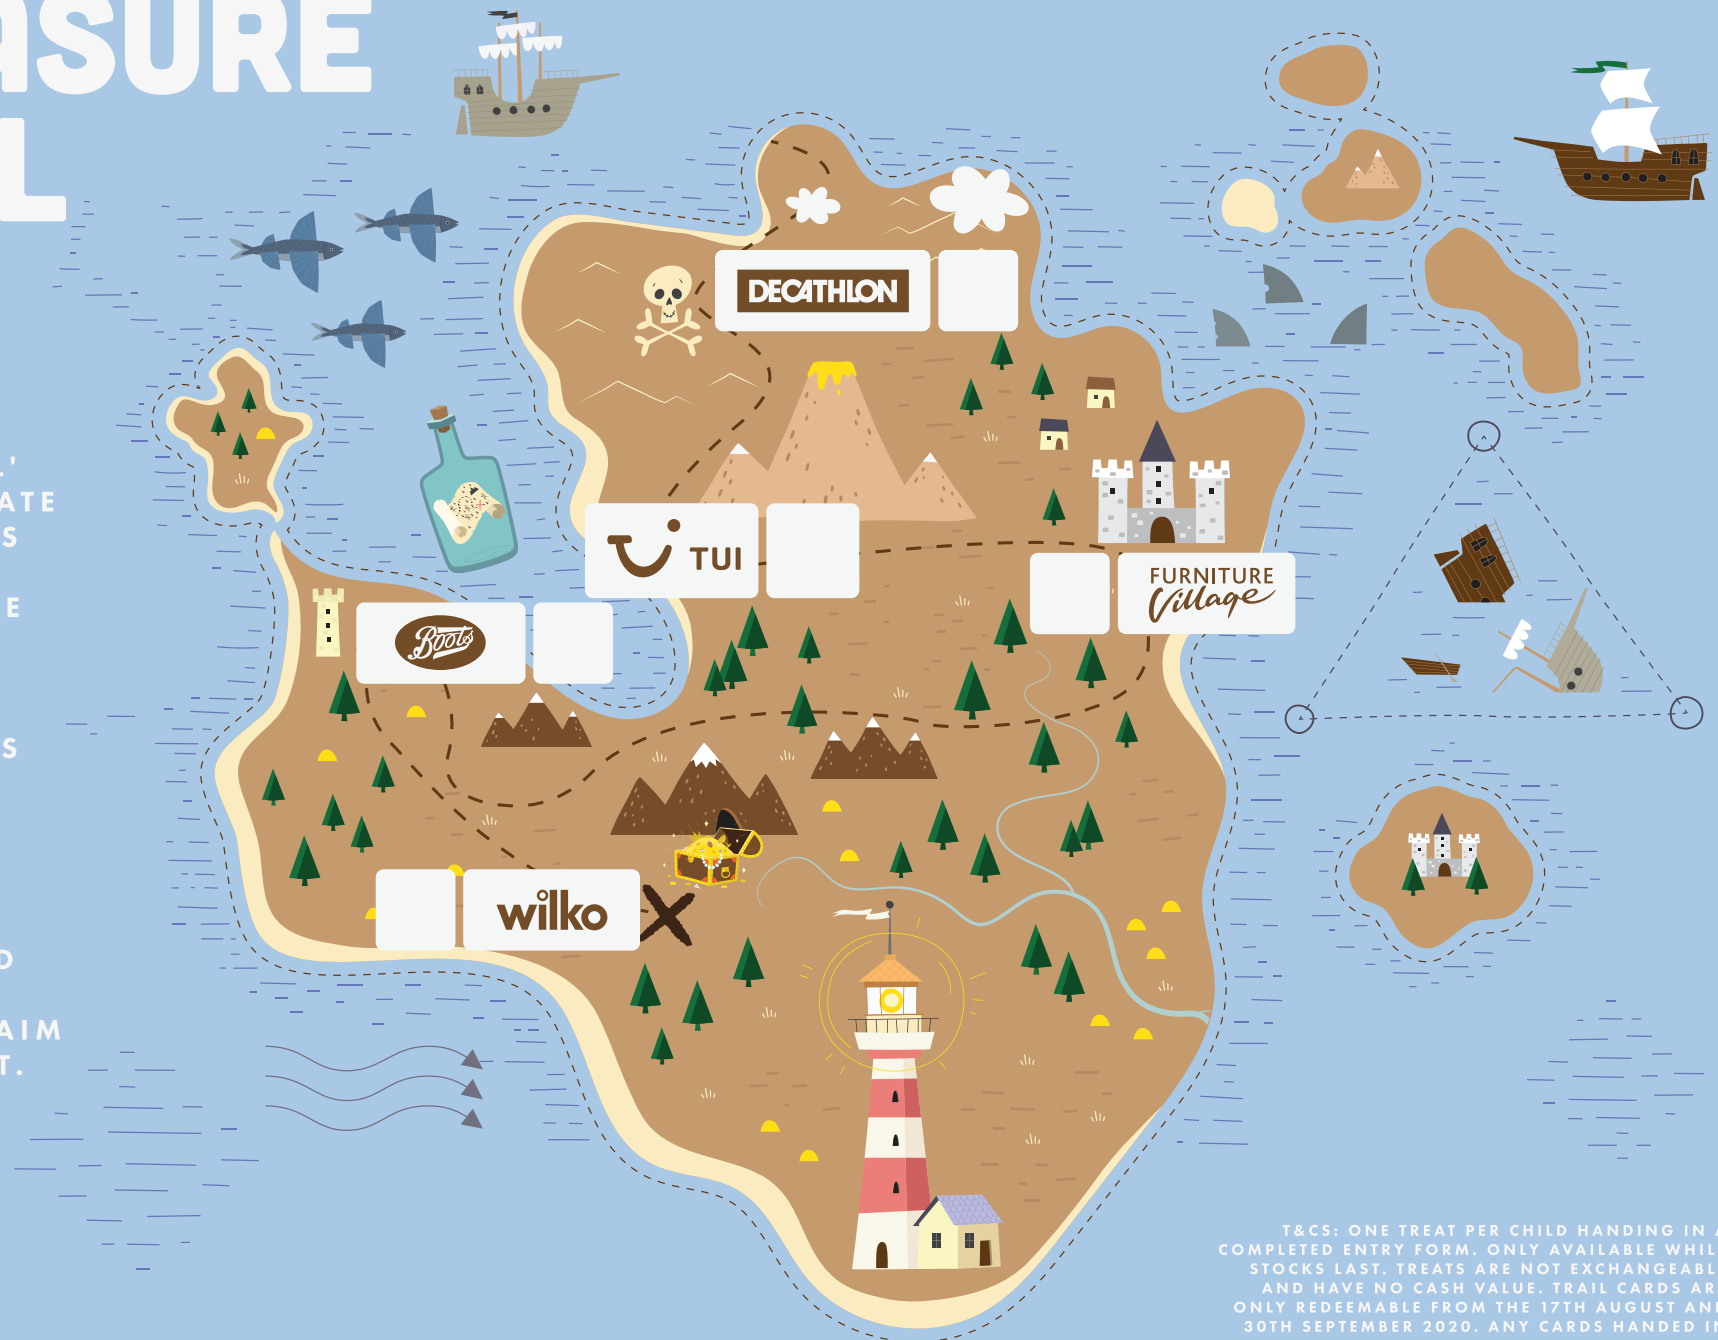 ASURE
L
DECATHLON
L'
ATE
S
TUI
FURNITURE
Village
E
Boots
S
wilko
D
AIM
T.
T&CS: ONE TREAT PER CHILD HANDING IN A
COMPLETED ENTRY FORM. ONLY AVAILABLE WHIL
STOCKS LAST. TREATS ARE NOT EXCHANGEABL
AND HAVE NO CASH VALUE. TRAIL CARDS AR
ONLY REDEEMABLE FROM THE 17TH AUGUST AN
30TH SEPTEMBER 2020. ANY CARDS HANDED IN